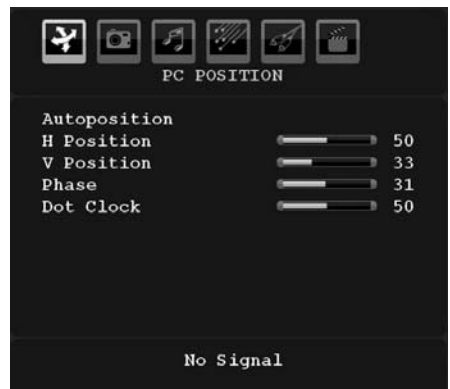 PC POSITION
Autoposition
H Position 50
V Position 33
Phase 31
Dot Clock 50
No Signal